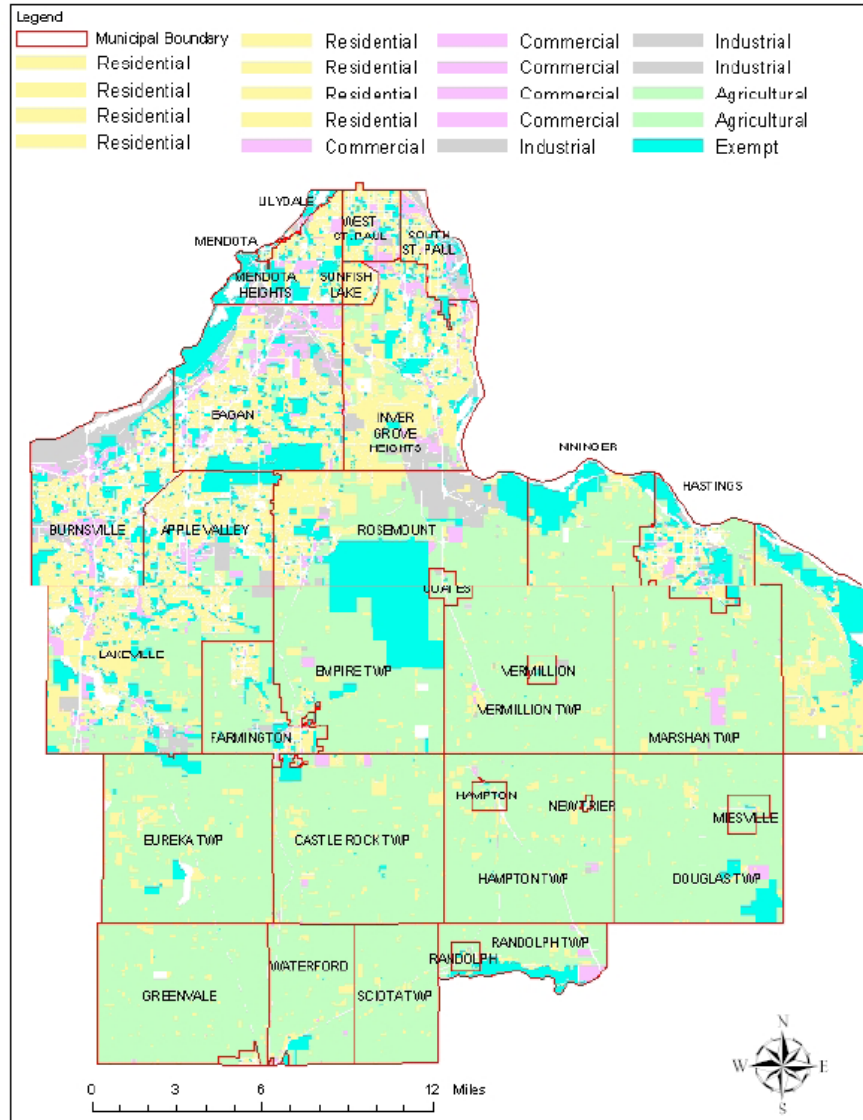 Legend
Municipal Boundary
Residential
Residential
Residential
Residential
Residential
Residential
Residential
Residential
Commercial
Commercial
Commercial
Commercial
Commercial
Industrial
Industrial
Industrial
Agricultural
Agricultural
Exempt
LILYDALE
WEST
ST. PAUL
SOUTH
ST. PAUL
MENDOTA
MENDOTA
HEIGHTS
SUNFISH
LAKE
EAGAN
INVER
GROVE
HEIGHTS
NININGER
HASTINGS
BURNSVILLE
APPLE VALLEY
ROSEMOUNT
COATES
LAKEVILLE
EMPIRE TWP
VERMILLION
VERMILLION TWP
FARMINGTON
MARSHAN TWP
HAMPTON
NEW TRIER
MIESVILLE
EUREKA TWP
CASTLE ROCK TWP
HAMPTON TWP
DOUGLAS TWP
RANDOLPH TWP
RANDOLPH
WATERFORD
GREENVALE
SCIOTA TWP
N
W
E
S
0 3 6 12 Miles